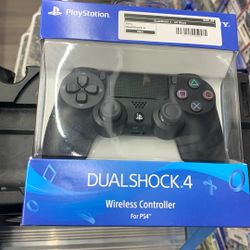 PlayStation
Y.
DUALSHOCK.4
Wireless Controller
For PS4™